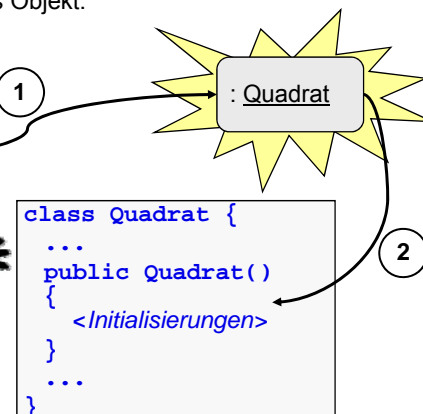 Objekt.
1
: Quadrat
class Quadrat {
...
public Quadrat()
{
<Initialisierungen>
}
...
}
2